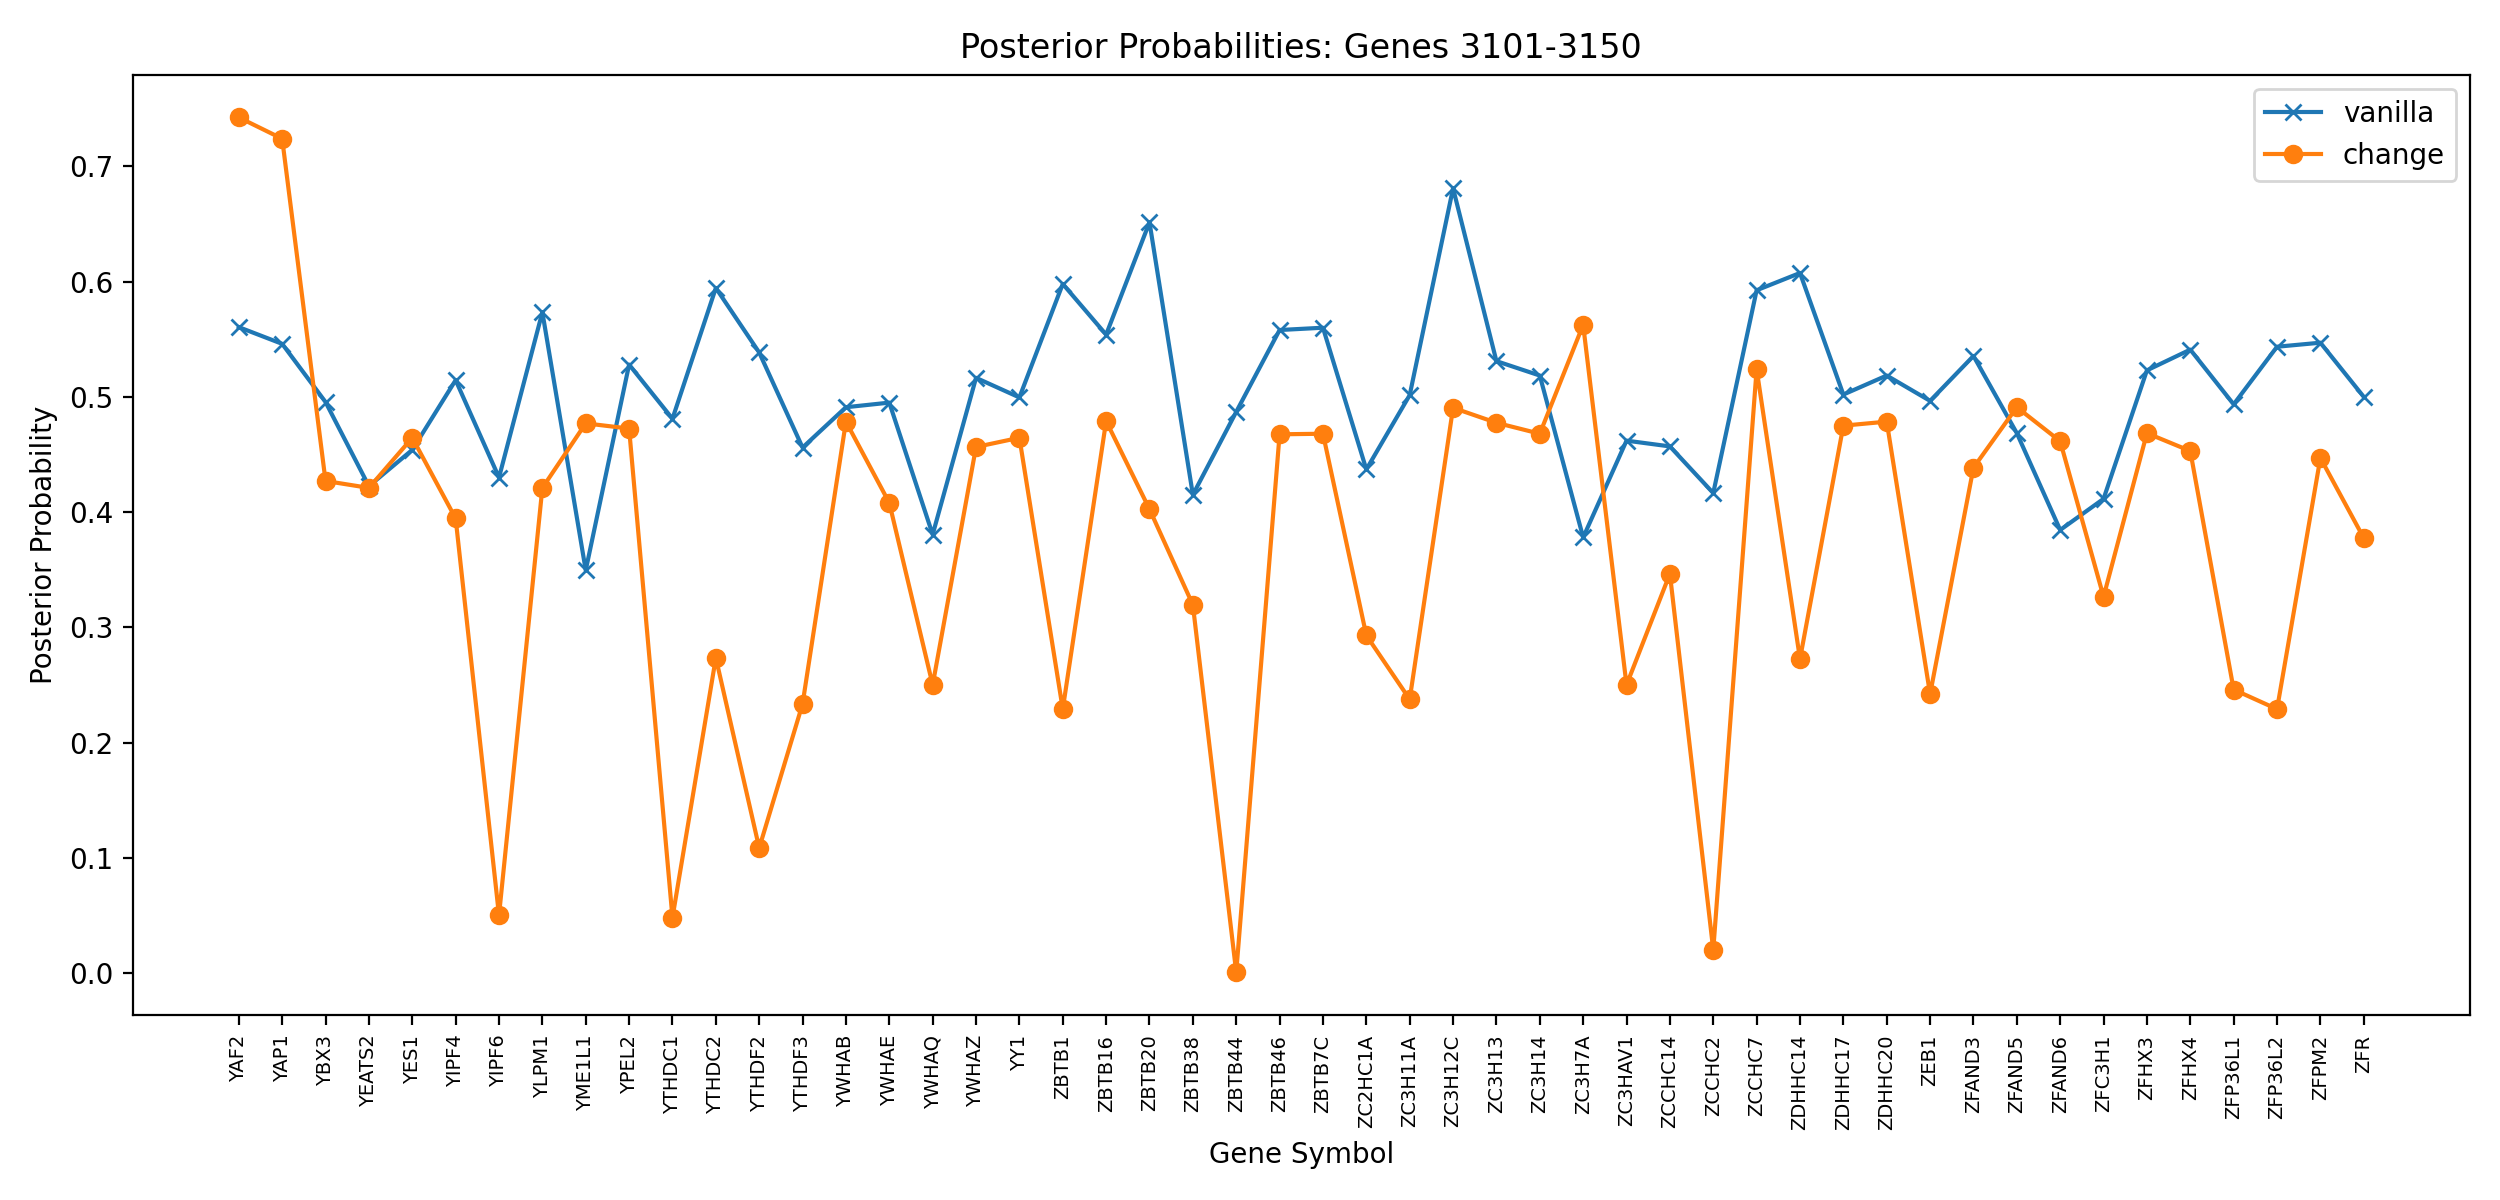 Posterior Probabilities: Genes 3101-3150
vanilla
change
Posterior Probability
0.7
0.6
0.5
0.4
0.3
0.2
0.1
0.0
YAF2
YAP1
YBX3
YEATS2
YES1
YIPF4
YIPF6
YLPM1
YME1L1
YPEL2
YTHDC1
YTHDC2
YTHDF2
YTHDF3
YWHAB
YWHAE
YWHAQ
YWHAZ
YY1
ZBTB1
ZBTB16
ZBTB20
ZBTB38
ZBTB44
ZBTB46
ZBTB7C
ZC2HC1A
ZC3H11A
ZC3H12C
ZC3H13
ZC3H14
ZC3H7A
ZC3HAV1
ZCCHC14
ZCCHC2
ZCCHC7
ZDHHC14
ZDHHC17
ZDHHC20
ZEB1
ZFAND3
ZFAND5
ZFAND6
ZFC3H1
ZFHX3
ZFHX4
ZFP36L1
ZFP36L2
ZFPM2
ZFR
Gene Symbol